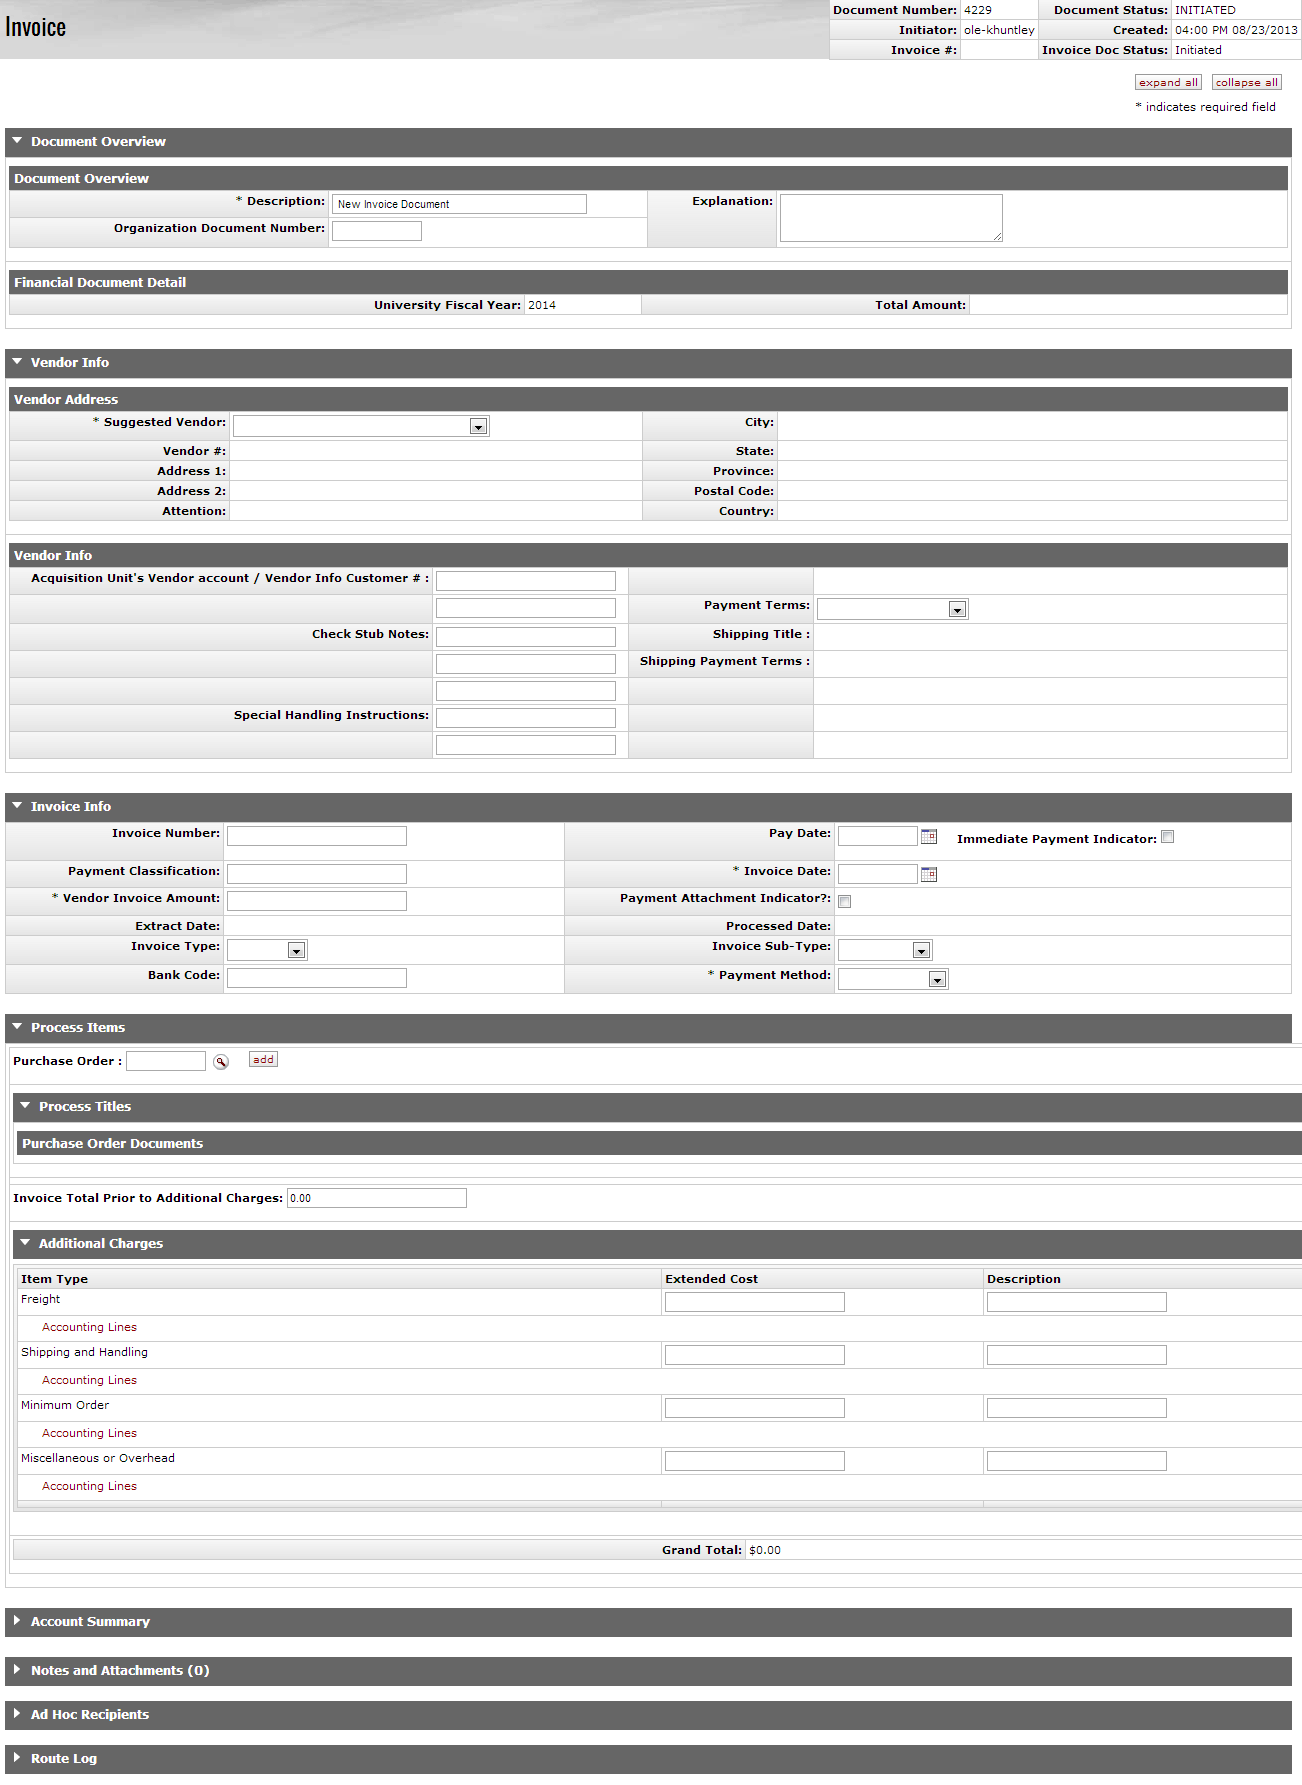 Invoice
Document Number: 4229 Document Status: INITIATED
Initiator: ole-khuntley Created: 04:00 PM 08/23/2013
Invoice #: Invoice Doc Status: Initiated
expand all collapse all
* indicates required field
Document Overview
Document Overview
* Description: New Invoice Document Explanation:
Organization Document Number:
Financial Document Detail
University Fiscal Year: 2014 Total Amount:
Vendor Info
Vendor Address
* Suggested Vendor: City:
Vendor #: State:
Address 1: Province:
Address 2: Postal Code:
Attention: Country:
Vendor Info
Acquisition Unit's Vendor account / Vendor Info Customer # :
Payment Terms:
Check Stub Notes: Shipping Title :
Shipping Payment Terms :
Special Handling Instructions:
Invoice Info
Invoice Number: Pay Date: Immediate Payment Indicator:
Payment Classification: * Invoice Date:
* Vendor Invoice Amount: Payment Attachment Indicator?:
Extract Date: Processed Date:
Invoice Type: Invoice Sub-Type:
Bank Code: * Payment Method:
Process Items
Purchase Order : add
Process Titles
Purchase Order Documents
Invoice Total Prior to Additional Charges: 0.00
Additional Charges
Item Type Extended Cost Description
Freight
Accounting Lines
Shipping and Handling
Accounting Lines
Minimum Order
Accounting Lines
Miscellaneous or Overhead
Accounting Lines
Grand Total: $0.00
Account Summary
Notes and Attachments (0)
Ad Hoc Recipients
Route Log